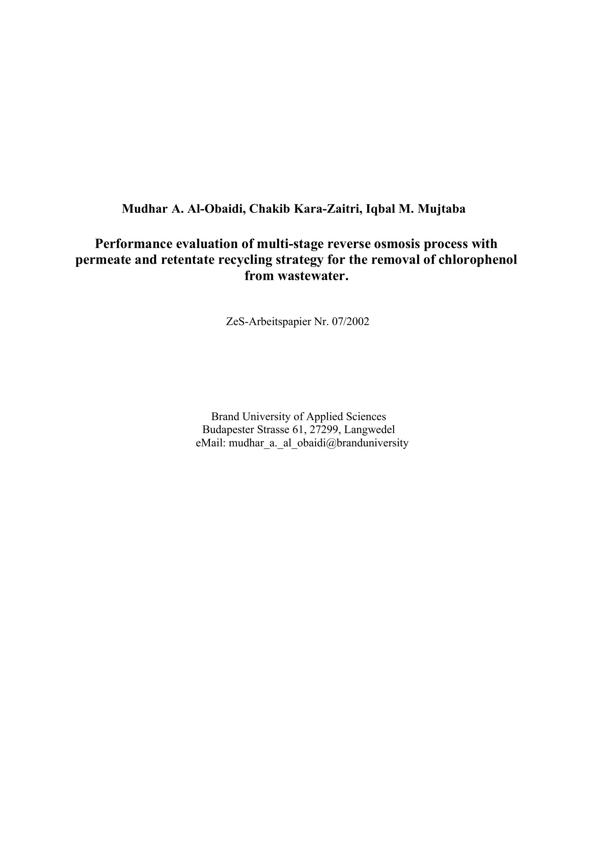 Mudhar A. Al-Obaidi, Chakib Kara-Zaitri, Iqbal M. Mujtaba
Performance evaluation of multi-stage reverse osmosis process with
permeate and retentate recycling strategy for the removal of chlorophenol
from wastewater.
ZeS-Arbeitspapier Nr. 07/2002
Brand University of Applied Sciences
Budapester Strasse 61, 27299, Langwedel
eMail: mudhar_a._al_obaidi@branduniversity